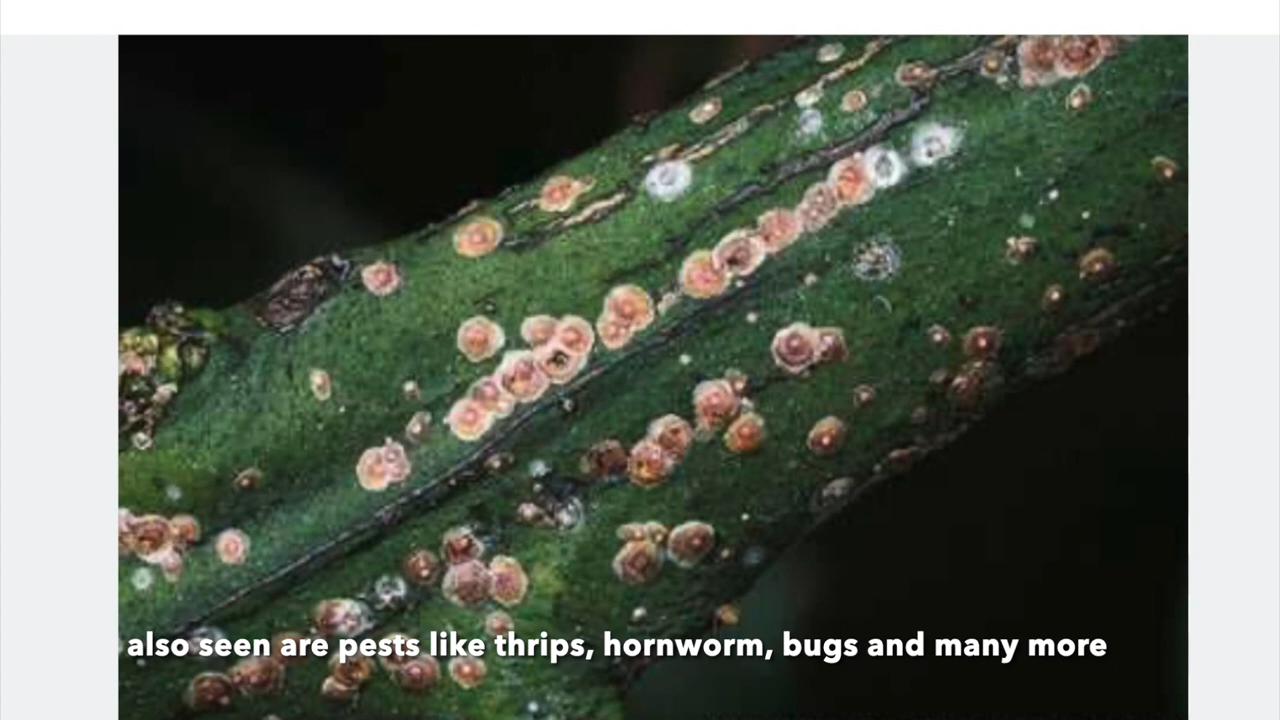 also seen are pests like thrips, hornworm, bugs and many more